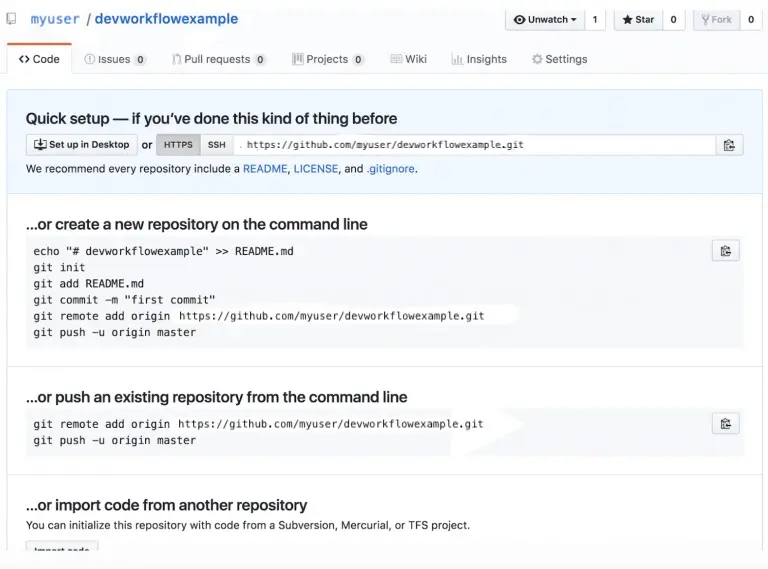 myuser / devworkflowexample
Unwatch 1 Star 0 Fork 0
Code Issues 0 Pull requests 0 Projects 0 Wiki Insights Settings
Quick setup — if you’ve done this kind of thing before
Set up in Desktop or HTTPS SSH https://github.com/myuser/devworkflowexample.git
We recommend every repository include a README, LICENSE, and .gitignore.
...or create a new repository on the command line
echo "# devworkflowexample" >> README.md
git init
git add README.md
git commit -m "first commit"
git remote add origin https://github.com/myuser/devworkflowexample.git
git push -u origin master
...or push an existing repository from the command line
git remote add origin https://github.com/myuser/devworkflowexample.git
git push -u origin master
...or import code from another repository
You can initialize this repository with code from a Subversion, Mercurial, or TFS project.
Import code